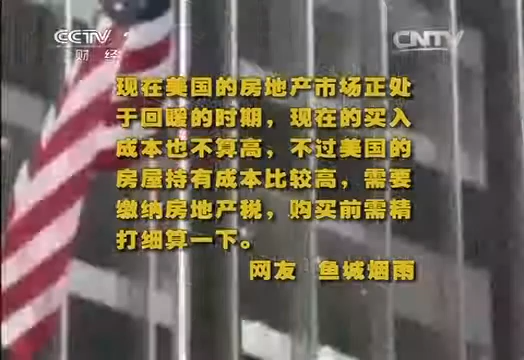 CCTV 2
财经
CNTV
现在美国的房地产市场正处
于回暖的时期，现在的买入
成本也不算高，不过美国的
房屋持有成本比较高，需要
缴纳房地产税，购买前需精
打细算一下。
网友 鱼城烟雨